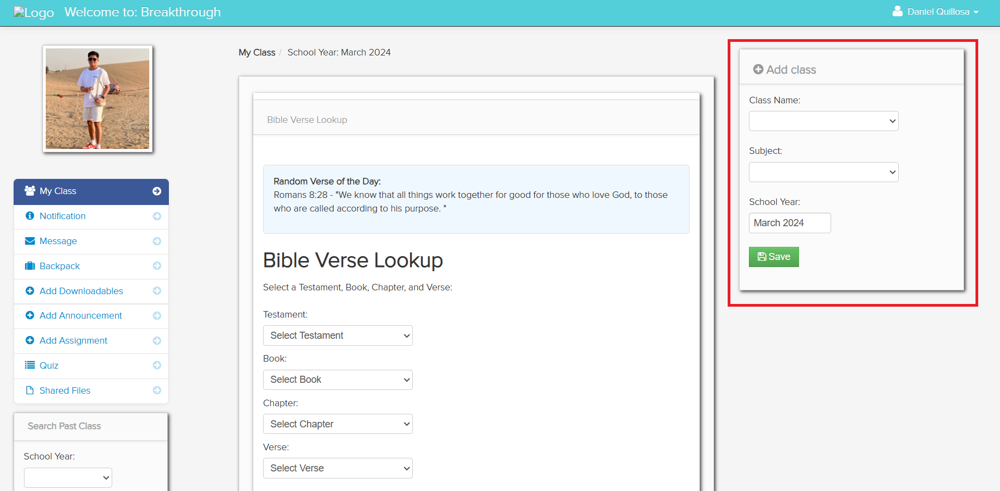 Logo Welcome to: Breakthrough
Daniel Quillosa
My Class / School Year: March 2024
My Class
Notification
Message
Backpack
Add Downloadables
Add Announcement
Add Assignment
Quiz
Shared Files
Search Past Class
School Year:
Bible Verse Lookup
Random Verse of the Day:
Romans 8:28 - "We know that all things work together for good for those who love God, to those
who are called according to his purpose. "
Bible Verse Lookup
Select a Testament, Book, Chapter, and Verse:
Testament:
Select Testament
Book:
Select Book
Chapter:
Select Chapter
Verse:
Select Verse
Add class
Class Name:
Subject:
School Year:
March 2024
Save